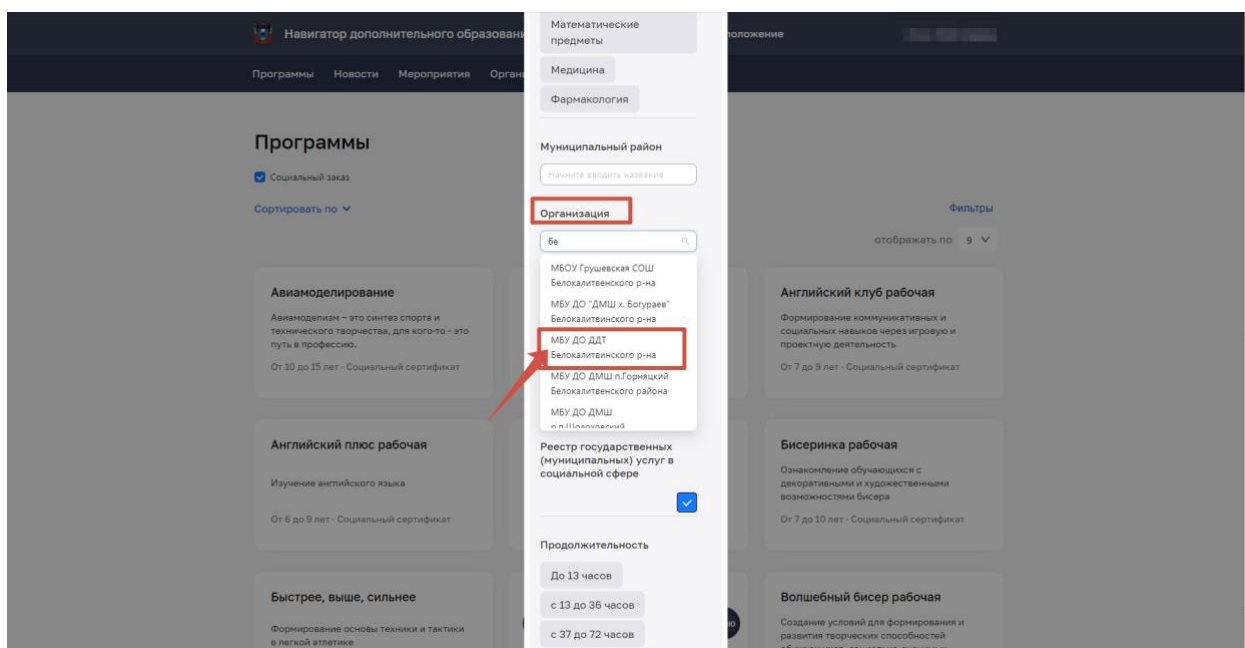 Навигатор дополнительного образован
положение
Программы Новости Мероприятия Орган
Математические
предметы
Медицина
Фармакология
Муниципальный район
Начните вводить название
Организация
бе
МБОУ Грушевская СОШ
Белокалитвенского р-на
МБУ ДО "ДМШ х. Богураев"
Белокалитвинского р-на
МБУ ДО ДДТ
Белокалитвинского р-на
МБУ ДО ДМШ п.Горняцкий
Белокалитвенского района
МБУ ДО ДМШ
р.п.Шолоховский
Реестр государственных
(муниципальных) услуг в
социальной сфере
Продолжительность
До 13 часов
с 13 до 36 часов
с 37 до 72 часов
Программы
Социальный заказ
Сортировать по
Фильтры
отображать по 9
Авиамоделирование
Авиамоделизм – это синтез спорта и
технического творчества, для кого-то - это
путь в профессию.
От 10 до 15 лет · Социальный сертификат
Английский клуб рабочая
Формирование коммуникативных и
социальных навыков через игровую и
проектную деятельность
От 7 до 9 лет · Социальный сертификат
Английский плюс рабочая
Изучение английского языка
От 6 до 9 лет · Социальный сертификат
Бисеринка рабочая
Ознакомление обучающихся с
декоративными и художественными
возможностями бисера
От 7 до 10 лет · Социальный сертификат
Быстрее, выше, сильнее
Формирование основы техники и тактики
в легкой атлетике
Волшебный бисер рабочая
Создание условий для формирования и
развития творческих способностей